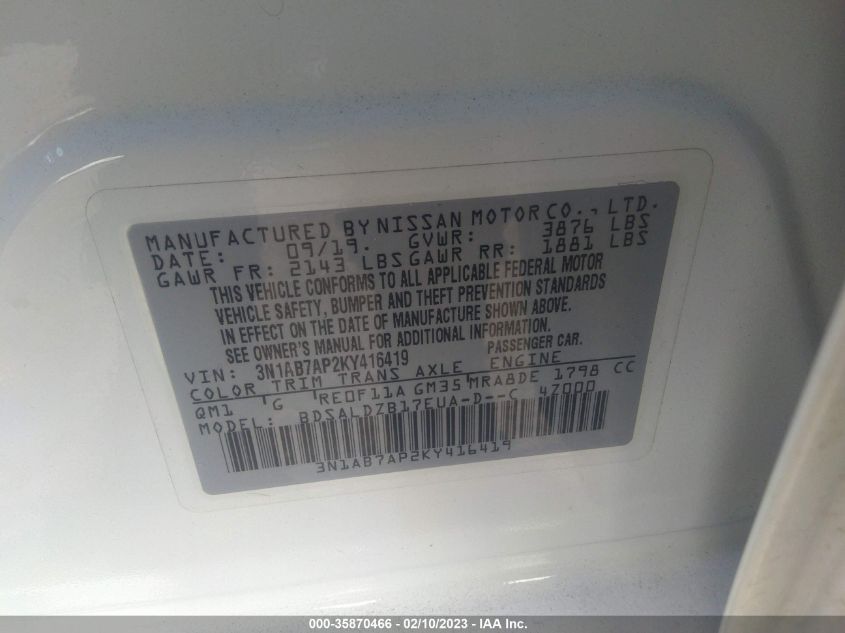 MANUFACTURED BY NISSAN MOTOR CO., LTD.
DATE: 09/19 GVWR: 3876 LBS
GAWR FR: 2143 LBS GAWR RR: 1881 LBS
THIS VEHICLE CONFORMS TO ALL APPLICABLE FEDERAL MOTOR
VEHICLE SAFETY, BUMPER AND THEFT PREVENTION STANDARDS
IN EFFECT ON THE DATE OF MANUFACTURE SHOWN ABOVE.
SEE OWNER'S MANUAL FOR ADDITIONAL INFORMATION.
VIN: 3N1AB7AP2KY416419 PASSENGER CAR.
COLOR TRIM TRANS AXLE ENGINE
QM1 G RE0F11A GM35 MRA8DE 1798 CC
MODEL: BDSALDZB17EUA-D--C 4Z000
3N1AB7AP2KY416419
000-35870466 - 02/10/2023 - IAA Inc.